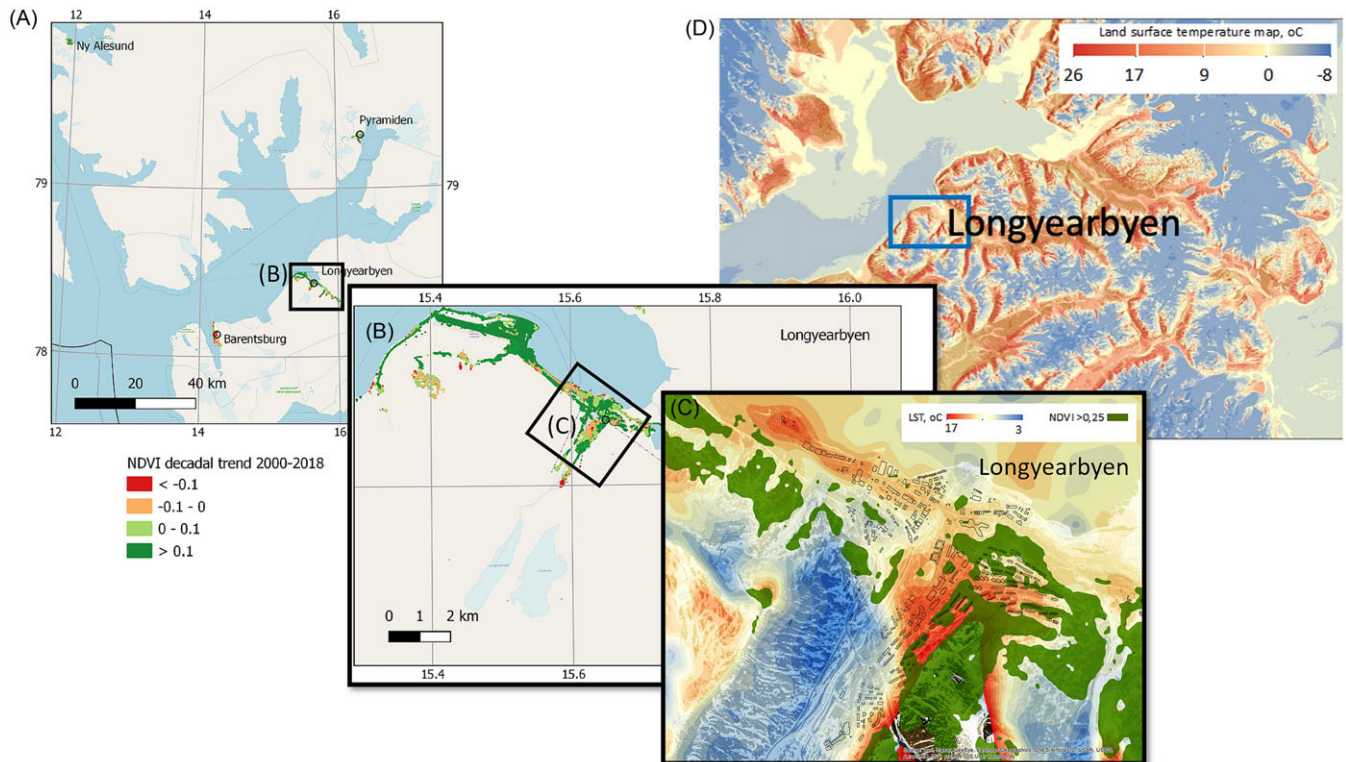 (A)
12
14
16
Ny Alesund
Pyramiden
79
79
(B)
Longyearbyen
Barentsburg
78
0 20 40 km
12
14
16
NDVI decadal trend 2000-2018
< -0.1
-0.1 - 0
0 - 0.1
> 0.1
(B)
15.4
15.6
15.8
16.0
Longyearbyen
(C)
0 1 2 km
15.4
15.6
(D)
Land surface temperature map, oC
26 17 9 0 -8
Longyearbyen
(C)
LST, oC
17 3
NDVI >0,25
Longyearbyen